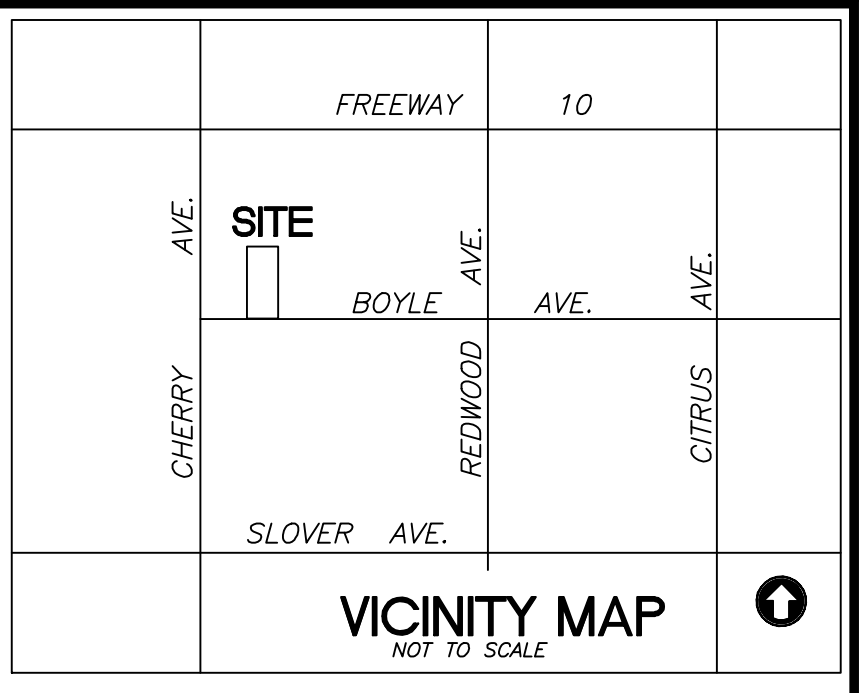 FREEWAY 10
CHERRY AVE.
SITE
REDWOOD AVE.
CITRUS AVE.
BOYLE AVE.
SLOVER AVE.
VICINITY MAP
NOT TO SCALE